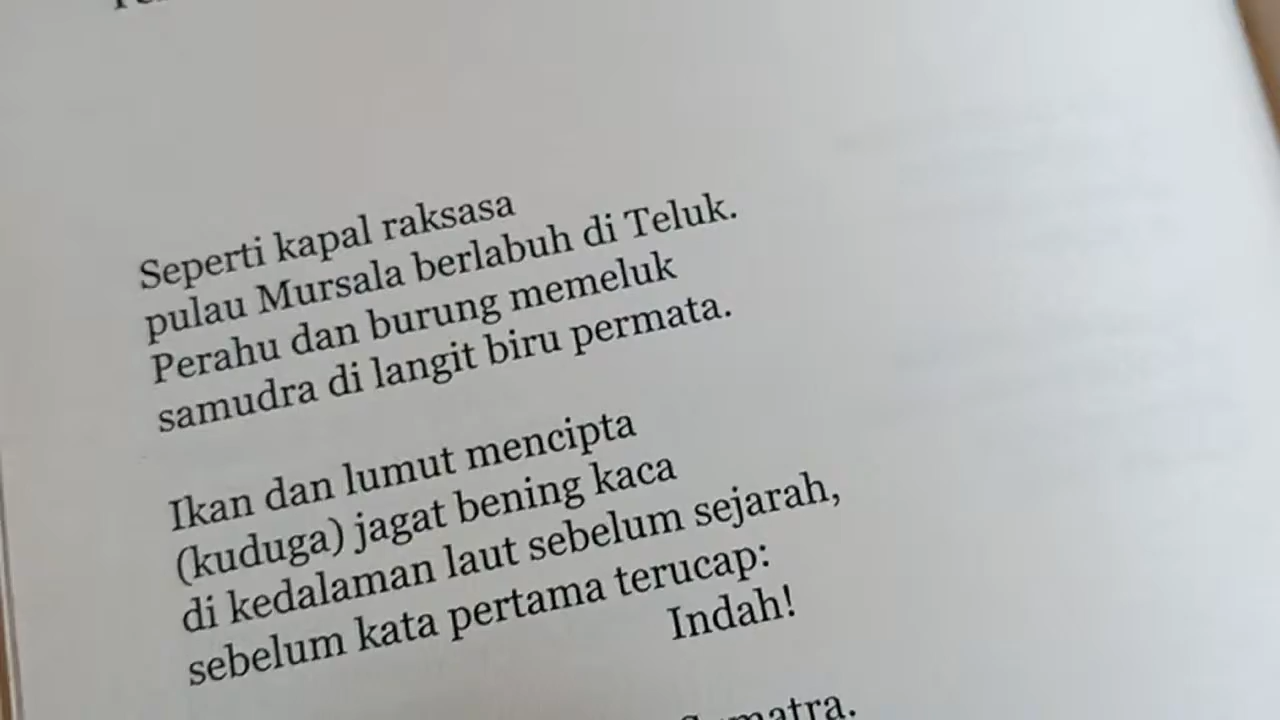 Seperti kapal raksasa
pulau Mursala berlabuh di Teluk.
Perahu dan burung memeluk
samudra di langit biru permata.
Ikan dan lumut mencipta
(kuduga) jagat bening kaca
di kedalaman laut sebelum sejarah,
sebelum kata pertama terucap:
Indah!